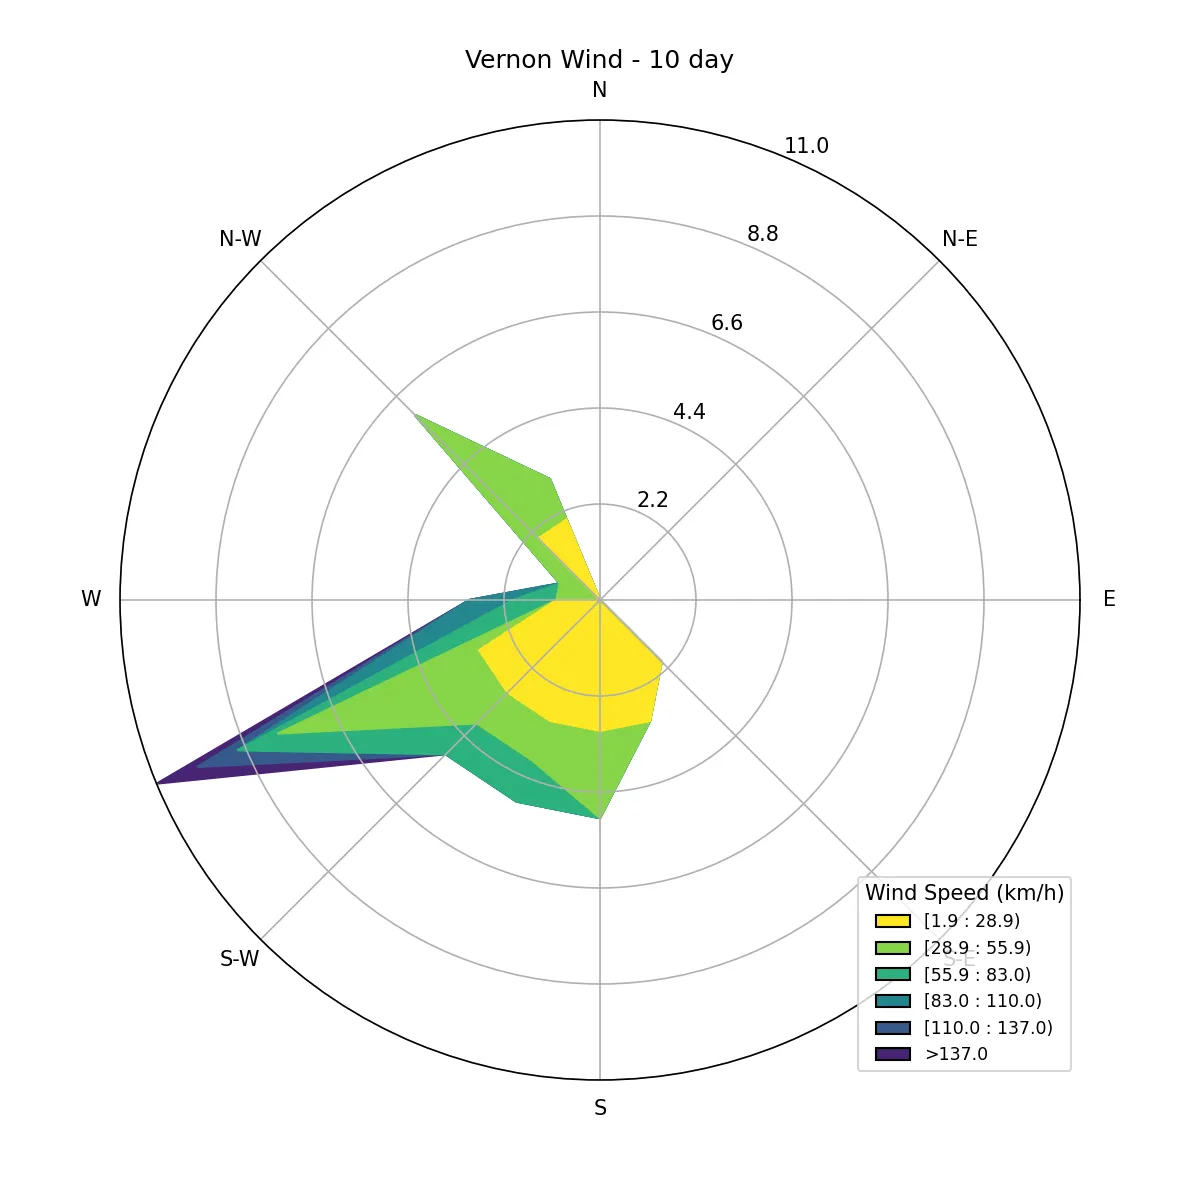 Vernon Wind - 10 day
N
11.0
8.8
N-W
N-E
6.6
4.4
2.2
W
E
Wind Speed (km/h)
[1.9 : 28.9)
[28.9 : 55.9)
S-W
S-E
[55.9 : 83.0)
[83.0 : 110.0)
[110.0 : 137.0)
>137.0
S